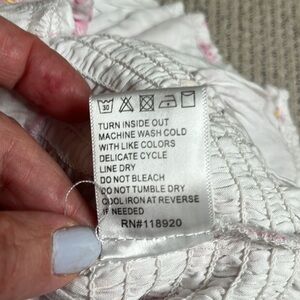 30
TURN INSIDE OUT
MACHINE WASH COLD
WITH LIKE COLORS
DELICATE CYCLE
LINE DRY
DO NOT BLEACH
DO NOT TUMBLE DRY
COOL IRON AT REVERSE
IF NEEDED
RN#118920